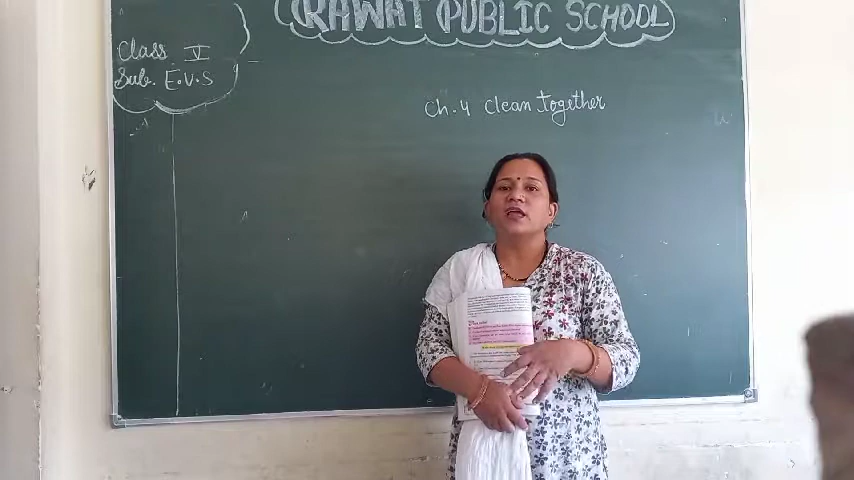 RAWAT PUBLIC SCHOOL
Class V
Sub. E.V.S
Ch. 4 Clean together